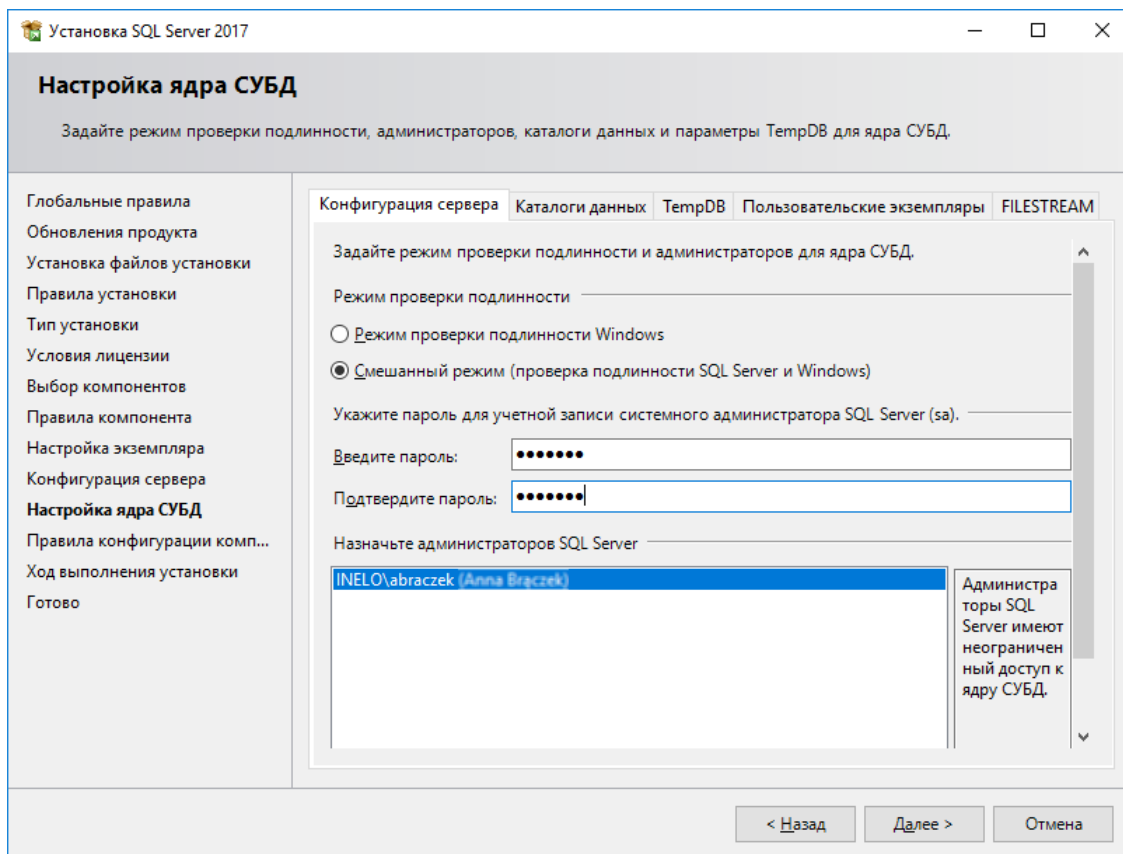 Установка SQL Server 2017
Настройка ядра СУБД
Задайте режим проверки подлинности, администраторов, каталоги данных и параметры TempDB для ядра СУБД.
Глобальные правила
Обновления продукта
Установка файлов установки
Правила установки
Тип установки
Условия лицензии
Выбор компонентов
Правила компонента
Настройка экземпляра
Конфигурация сервера
Настройка ядра СУБД
Правила конфигурации комп...
Ход выполнения установки
Готово
Конфигурация сервера Каталоги данных TempDB Пользовательские экземпляры FILESTREAM
Задайте режим проверки подлинности и администраторов для ядра СУБД.
Режим проверки подлинности
Режим проверки подлинности Windows
Смешанный режим (проверка подлинности SQL Server и Windows)
Укажите пароль для учетной записи системного администратора SQL Server (sa).
Введите пароль: ●●●●●●●
Подтвердите пароль: ●●●●●●●
Назначьте администраторов SQL Server
INELO\abraczek (Anna Brączek)
Администра
торы SQL
Server имеют
неограничен
ный доступ к
ядру СУБД.
< Назад Далее > Отмена